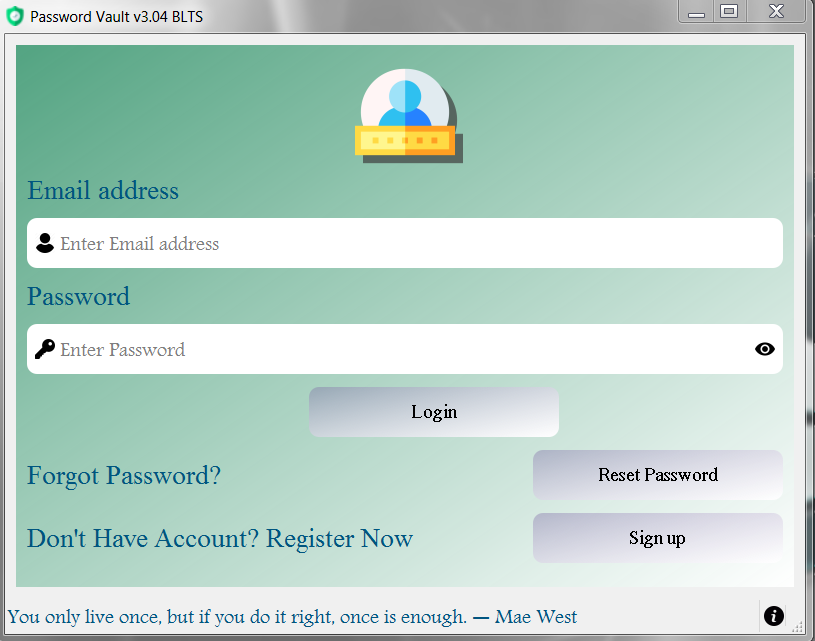 Password Vault v3.04 BLTS
Email address
Enter Email address
Password
Enter Password
Login
Forgot Password?
Reset Password
Don't Have Account? Register Now
Sign up
You only live once, but if you do it right, once is enough. — Mae West